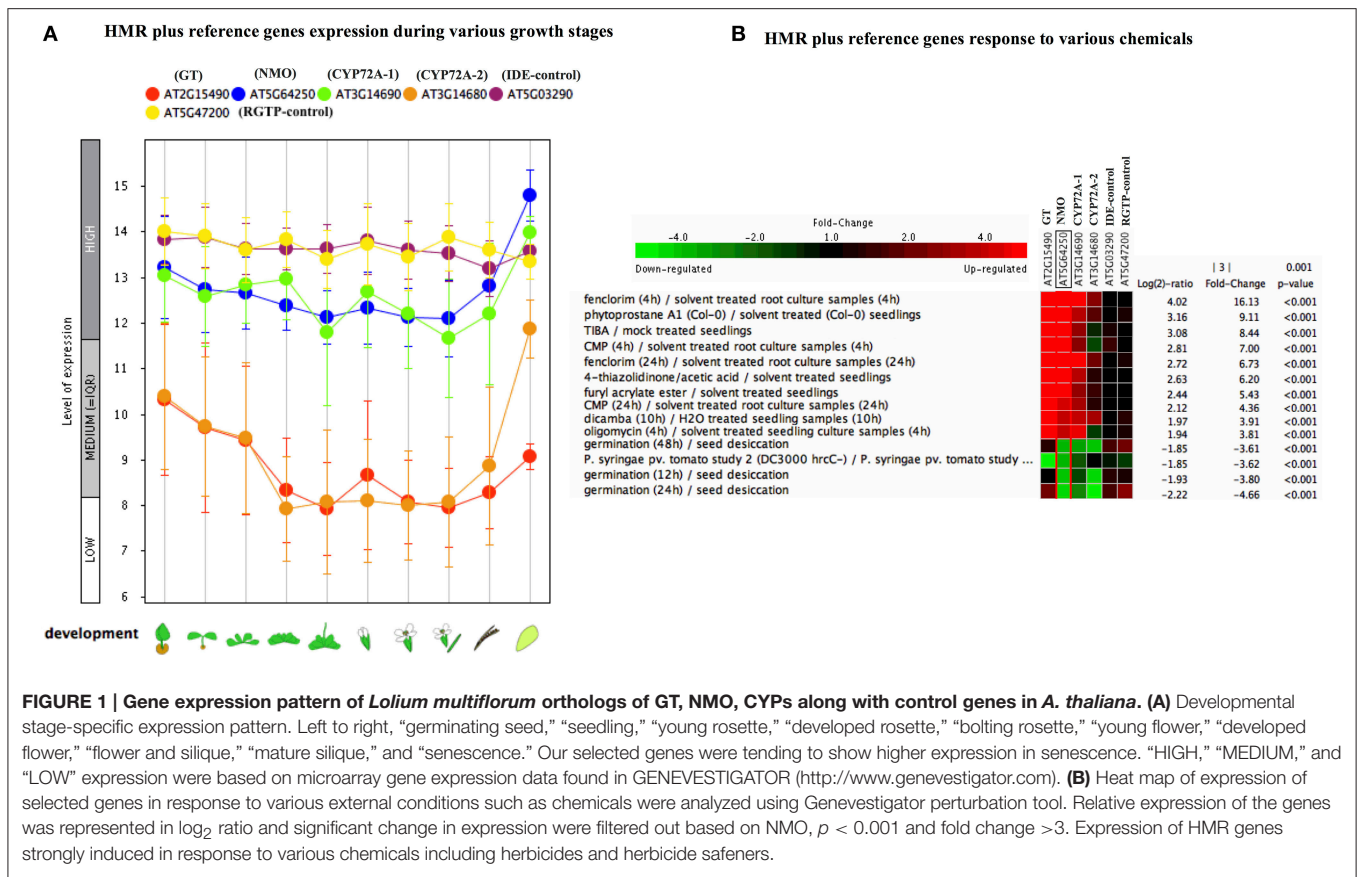 A HMR plus reference genes expression during various growth stages
(GT) (NMO) (CYP72A-1) (CYP72A-2) (IDE-control)
AT2G15490 AT5G64250 AT3G14690 AT3G14680 AT5G03290
AT5G47200 (RGTP-control)
Level of expression
HIGH
MEDIUM (=IQR)
LOW
15
14
13
12
11
10
9
8
7
6
development
B HMR plus reference genes response to various chemicals
Fold-Change
-4.0 -2.0 1.0 2.0 4.0
Down-regulated Up-regulated
GT NMO CYP72A-1 CYP72A-2 IDE-control RGTP-control
AT2G15490 AT5G64250 AT3G14690 AT3G14680 AT5G03290 AT5G47200
| 3 | 0.001
Log(2)-ratio Fold-Change p-value
fenclorim (4h) / solvent treated root culture samples (4h) 4.02 16.13 <0.001
phytoprostane A1 (Col-0) / solvent treated (Col-0) seedlings 3.16 9.11 <0.001
TIBA / mock treated seedlings 3.08 8.44 <0.001
CMP (4h) / solvent treated root culture samples (4h) 2.81 7.00 <0.001
fenclorim (24h) / solvent treated root culture samples (24h) 2.72 6.73 <0.001
4-thiazolidinone/acetic acid / solvent treated seedlings 2.63 6.20 <0.001
furyl acrylate ester / solvent treated seedlings 2.44 5.43 <0.001
CMP (24h) / solvent treated root culture samples (24h) 2.12 4.36 <0.001
dicamba (10h) / H2O treated seedling samples (10h) 1.97 3.91 <0.001
oligomycin (4h) / solvent treated seedling culture samples (4h) 1.94 3.81 <0.001
germination (48h) / seed desiccation -1.85 -3.61 <0.001
P. syringae pv. tomato study 2 (DC3000 hrcC-) / P. syringae pv. tomato study ... -1.85 -3.62 <0.001
germination (12h) / seed desiccation -1.93 -3.80 <0.001
germination (24h) / seed desiccation -2.22 -4.66 <0.001
FIGURE 1 | Gene expression pattern of Lolium multiflorum orthologs of GT, NMO, CYPs along with control genes in A. thaliana. (A) Developmental
stage-specific expression pattern. Left to right, “germinating seed,” “seedling,” “young rosette,” “developed rosette,” “bolting rosette,” “young flower,” “developed
flower,” “flower and silique,” “mature silique,” and “senescence.” Our selected genes were tending to show higher expression in senescence. “HIGH,” “MEDIUM,” and
“LOW” expression were based on microarray gene expression data found in GENEVESTIGATOR (http://www.genevestigator.com). (B) Heat map of expression of
selected genes in response to various external conditions such as chemicals were analyzed using Genevestigator perturbation tool. Relative expression of the genes
was represented in log2 ratio and significant change in expression were filtered out based on NMO, p < 0.001 and fold change >3. Expression of HMR genes
strongly induced in response to various chemicals including herbicides and herbicide safeners.